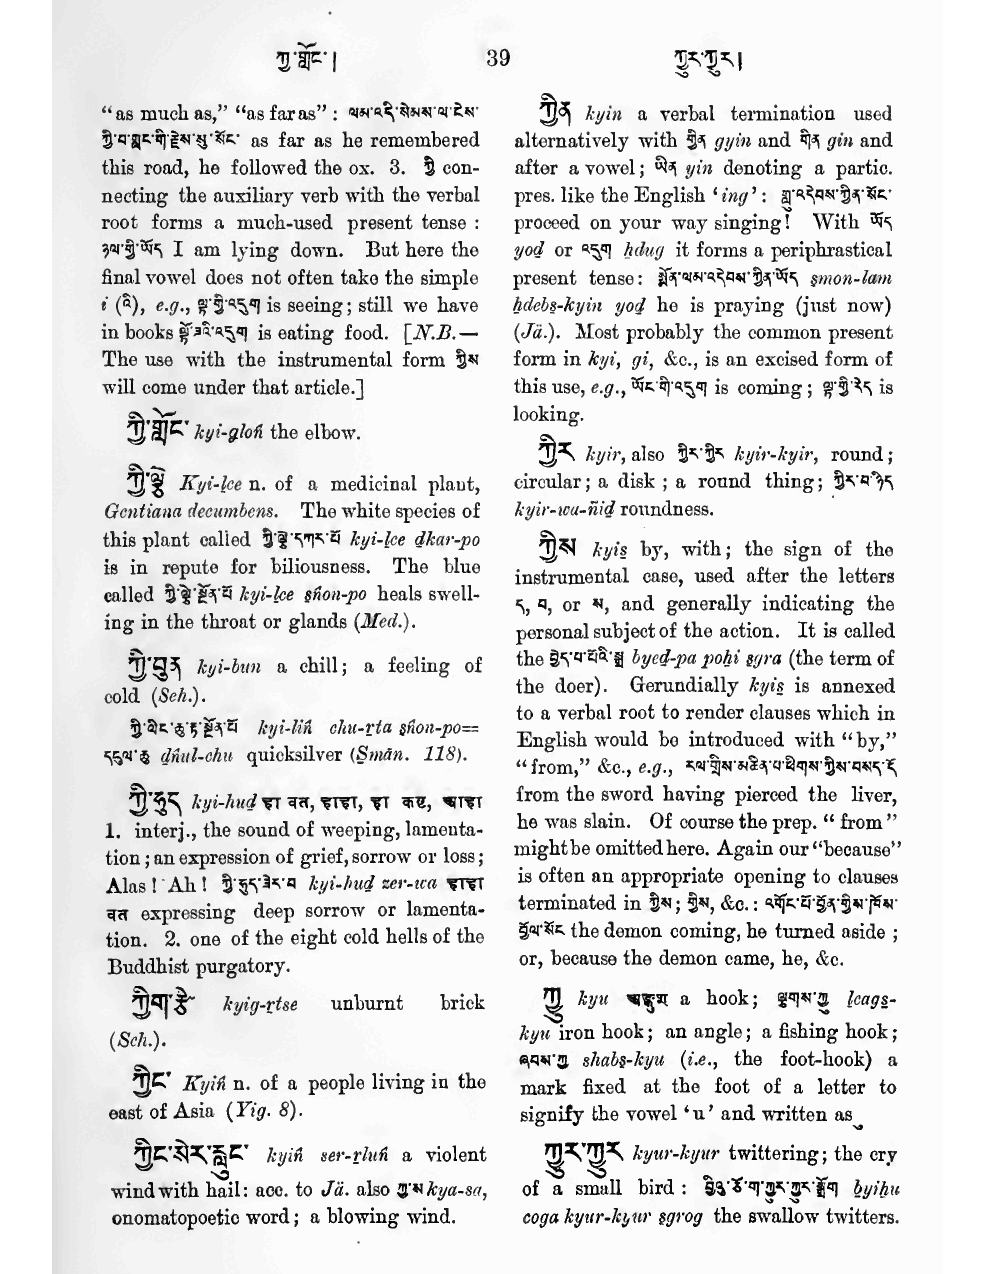 ཀྱི་གློང་། 39 ཀྱུར་ཀྱུར།
“as much as,” “as far as” : ལམ་འདི་སེམས་ལ་ངེས་
ཀྱི་བ་གླང་གི་རྗེས་སུ་སོང་ as far as he remembered
this road, he followed the ox. 3. ཀྱི con-
necting the auxiliary verb with the verbal
root forms a much-used present tense :
ཉལ་གྱི་ཡོད I am lying down. But here the
final vowel does not often take the simple
i (འི), e.g., ལྟ་གྱི་འདུག is seeing; still we have
in books ལྟོ་ཟའི་འདུག is eating food. [N.B.—
The use with the instrumental form ཀྱིས
will come under that article.]
ཀྱི་གློང་ kyi-gloṅ the elbow.
ཀྱི་ལྕེ Kyi-lce n. of a medicinal plant,
Gentiana decumbens. The white species of
this plant called ཀྱི་ལྕེ་དཀར་པོ kyi-lce dkar-po
is in repute for biliousness. The blue
called ཀྱི་ལྕེ་སྔོན་པོ kyi-lce sṅon-po heals swell-
ing in the throat or glands (Med.).
ཀྱི་བུན kyi-bun a chill; a feeling of
cold (Sch.).
ཀྱི་ལིང་ཆུ་རྟ་སྔོན་པོ kyi-liṅ chu-rta sṅon-po==
དངུལ་ཆུ dṅul-chu quicksilver (Smān. 118).
ཀྱི་ཧུད kyi-hud हा वत, हाहा, हा कष्ट, आहा
1. interj., the sound of weeping, lamenta-
tion; an expression of grief, sorrow or loss;
Alas! Ah! ཀྱི་ཧུད་ཟེར་བ kyi-hud zer-wa हाहा
वत expressing deep sorrow or lamenta-
tion. 2. one of the eight cold hells of the
Buddhist purgatory.
ཀྱིག་རྩེ kyig-rtse unburnt brick
(Sch.).
ཀྱིང་ Kyiṅ n. of a people living in the
east of Asia (Yig. 8).
ཀྱིང་སེར་རླུང་ kyiṅ ser-rluṅ a violent
wind with hail: acc. to Jä. also ཀྱ་ས kya-sa,
onomatopoetic word; a blowing wind.
ཀྱིན kyin a verbal termination used
alternatively with གྱིན gyin and གིན gin and
after a vowel; ཡིན yin denoting a partic.
pres. like the English ‘ing’: གླུ་འདེབས་ཀྱིན་སོང་
proceed on your way singing! With ཡོད
yod or འདུག ḥdug it forms a periphrastical
present tense: སྨོན་ལམ་འདེབས་ཀྱིན་ཡོད smon-lam
ḥdebs-kyin yod he is praying (just now)
(Jä.). Most probably the common present
form in kyi, gi, &c., is an excised form of
this use, e.g., ཡོང་གི་འདུག is coming; ལྟ་གྱི་རེད is
looking.
ཀྱིར kyir, also ཀྱིར་ཀྱིར kyir-kyir, round;
circular; a disk; a round thing; ཀྱིར་བ་ཉིད
kyir-wa-ñid roundness.
ཀྱིས kyis by, with; the sign of the
instrumental case, used after the letters
ད, བ, or ས, and generally indicating the
personal subject of the action. It is called
the བྱེད་པ་པོའི་སྒྲ byed-pa poḥi sgra (the term of
the doer). Gerundially kyis is annexed
to a verbal root to render clauses which in
English would be introduced with “by,”
“from,” &c., e.g., རལ་གྲིས་མཆིན་པ་ཕིགས་ཀྱིས་བསད་དོ
from the sword having pierced the liver,
he was slain. Of course the prep. “from”
might be omitted here. Again our “because”
is often an appropriate opening to clauses
terminated in ཀྱིས; གྱིས, &c.: འགོང་པོ་བྱོན་གྱིས་ཁོས་
བྱོལ་སོང the demon coming, he turned aside;
or, because the demon came, he, &c.
ཀྱུ kyu अङ्कुश a hook; ལྕགས་ཀྱུ lcags-
kyu iron hook; an angle; a fishing hook;
ཞབས་ཀྱུ shabs-kyu (i.e., the foot-hook) a
mark fixed at the foot of a letter to
signify the vowel ‘u’ and written as ུ
ཀྱུར་ཀྱུར kyur-kyur twittering; the cry
of a small bird: བྱིའུ་ཅོ་ག་ཀྱུར་ཀྱུར་སྒྲོག byiḥu
coga kyur-kyur sgrog the swallow twitters.